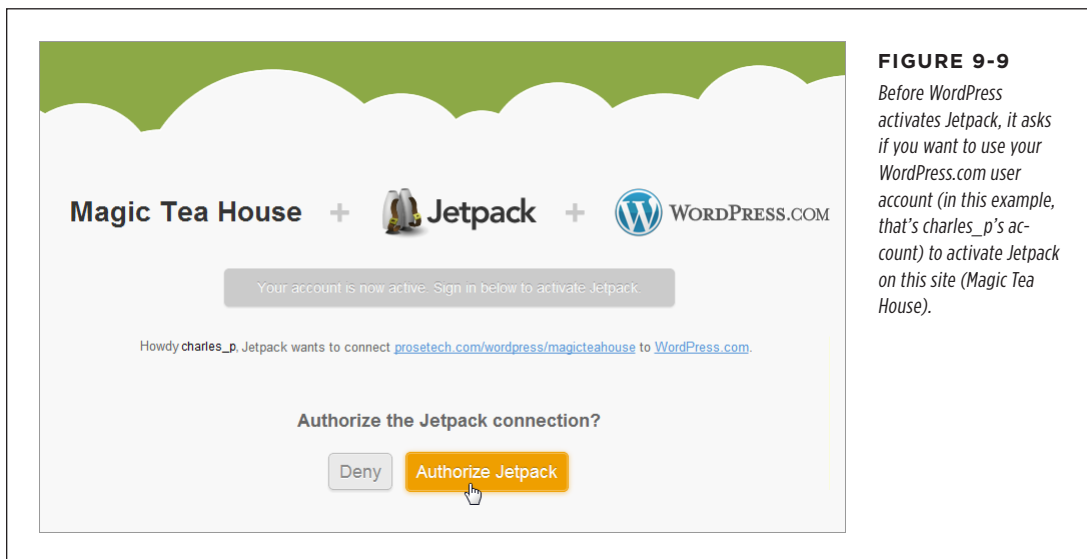 Magic Tea House + Jetpack + WORDPRESS.COM
Your account is now active. Sign in below to activate Jetpack.
Howdy charles_p, Jetpack wants to connect prosetech.com/wordpress/magicteahouse to WordPress.com.
Authorize the Jetpack connection?
Deny Authorize Jetpack
FIGURE 9-9
Before WordPress
activates Jetpack, it asks
if you want to use your
WordPress.com user
account (in this example,
that’s charles_p’s ac-
count) to activate Jetpack
on this site (Magic Tea
House).